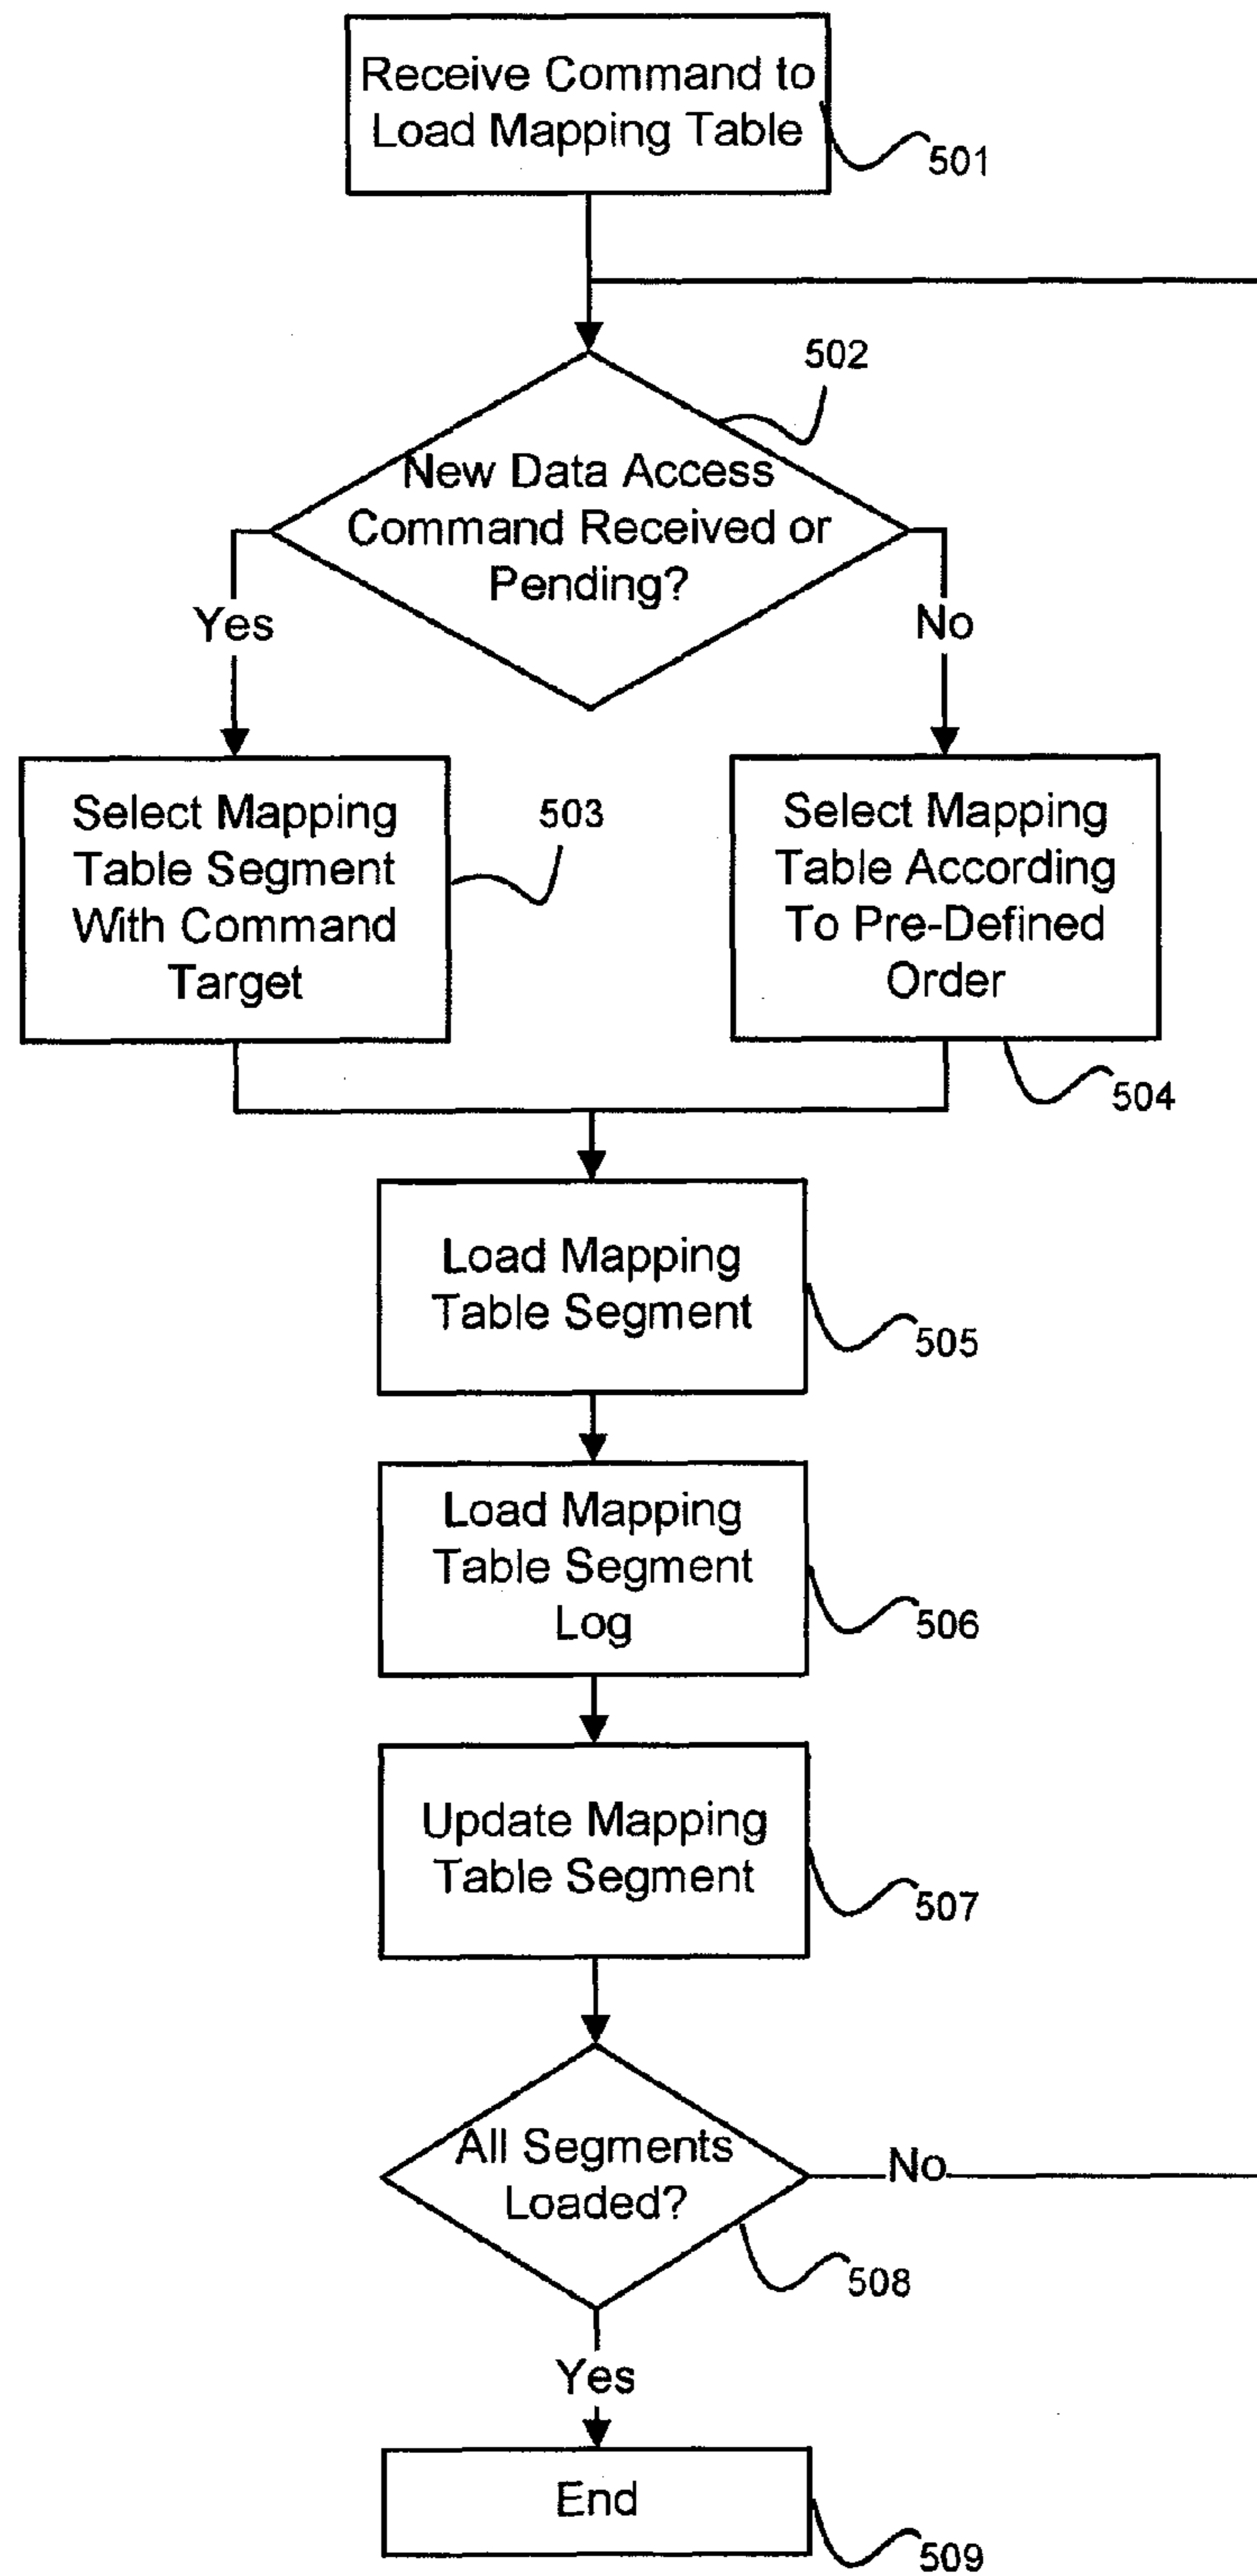 Receive Command to
Load Mapping Table
501
502
New Data Access
Command Received or
Pending?
Yes
No
Select Mapping
Table Segment
With Command
Target
503
Select Mapping
Table According
To Pre-Defined
Order
504
Load Mapping
Table Segment
505
Load Mapping
Table Segment
Log
506
Update Mapping
Table Segment
507
All Segments
Loaded?
No
508
Yes
End
509